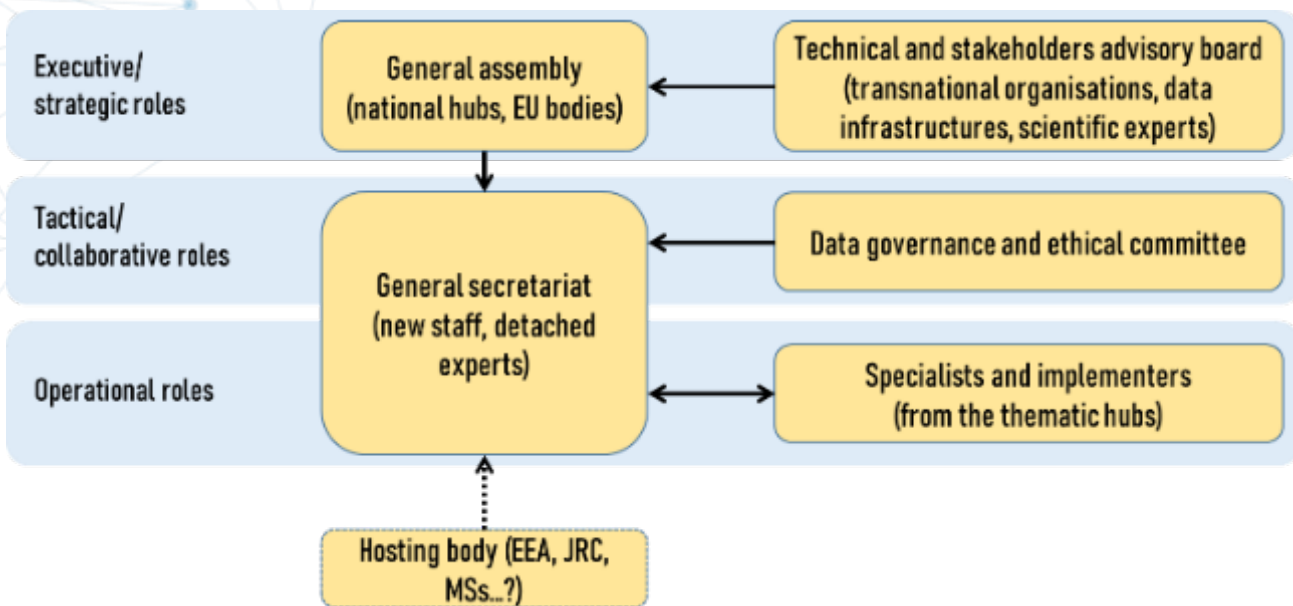 Executive/
strategic roles
General assembly
(national hubs, EU bodies)
Technical and stakeholders advisory board
(transnational organisations, data
infrastructures, scientific experts)
Tactical/
collaborative roles
General secretariat
(new staff, detached
experts)
Data governance and ethical committee
Operational roles
Specialists and implementers
(from the thematic hubs)
Hosting body (EEA, JRC,
MSs...?)